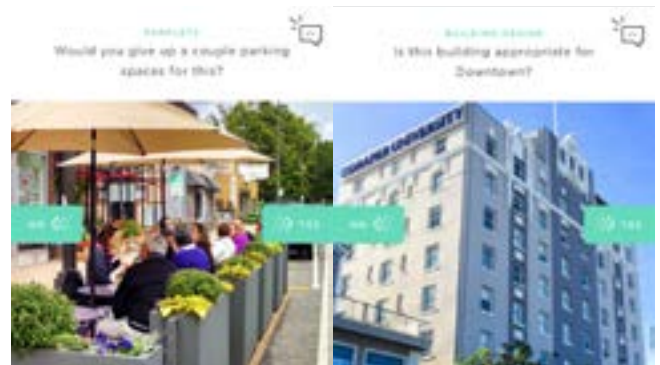 PARKLETS
Would you give up a couple parking
spaces for this?
NO
YES
BUILDING DESIGN
Is this building appropriate for
Downtown?
UNIVERSITY
NO
YES